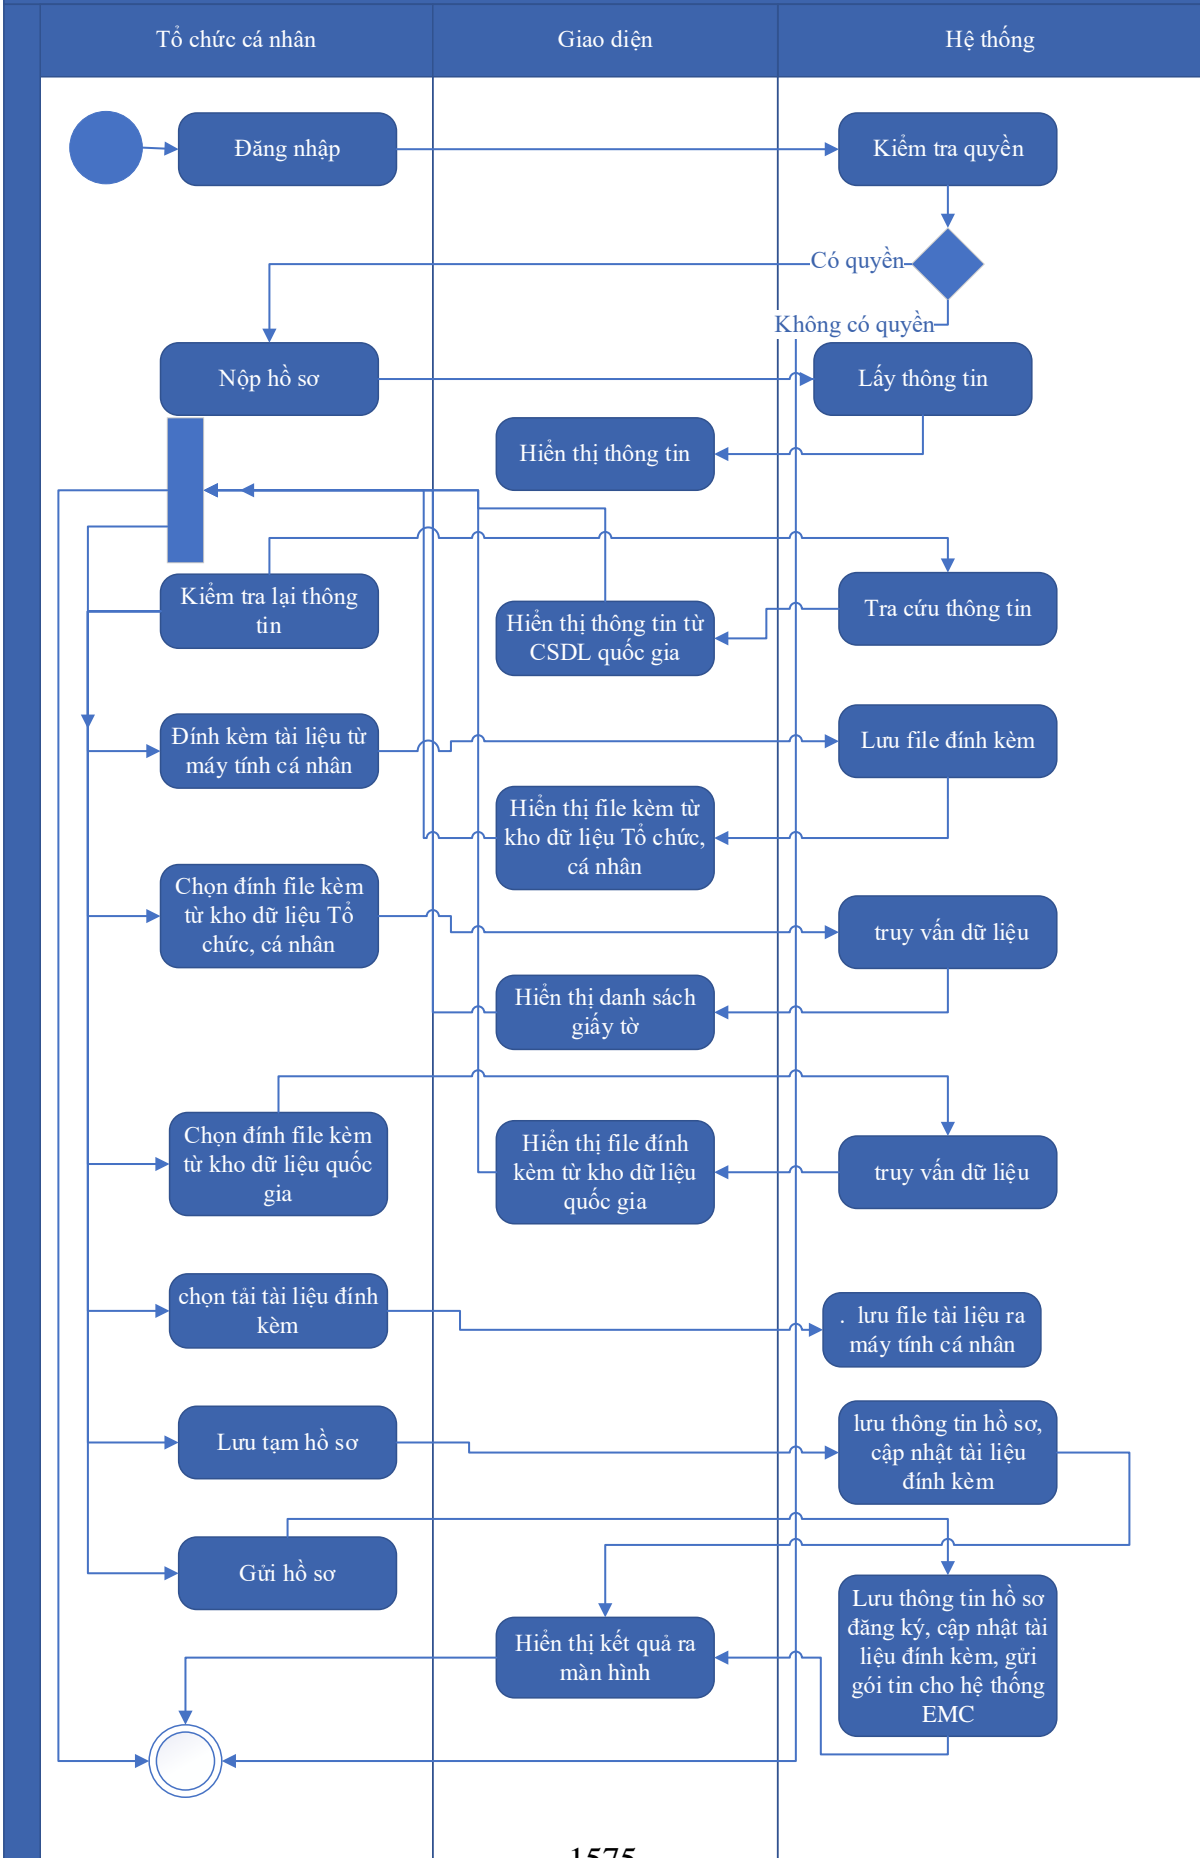 Tổ chức cá nhân
Giao diện
Hệ thống
Đăng nhập
Kiểm tra quyền
Có quyền
Không có quyền
Nộp hồ sơ
Lấy thông tin
Hiển thị thông tin
Kiểm tra lại thông
tin
Hiển thị thông tin từ
CSDL quốc gia
Tra cứu thông tin
Đính kèm tài liệu từ
máy tính cá nhân
Lưu file đính kèm
Hiển thị file kèm từ
kho dữ liệu Tổ chức,
cá nhân
Chọn đính file kèm
từ kho dữ liệu Tổ
chức, cá nhân
truy vấn dữ liệu
Hiển thị danh sách
giấy tờ
Chọn đính file kèm
từ kho dữ liệu quốc
gia
Hiển thị file đính
kèm từ kho dữ liệu
quốc gia
truy vấn dữ liệu
chọn tải tài liệu đính
kèm
. lưu file tài liệu ra
máy tính cá nhân
Lưu tạm hồ sơ
lưu thông tin hồ sơ,
cập nhật tài liệu
đính kèm
Gửi hồ sơ
Hiển thị kết quả ra
màn hình
Lưu thông tin hồ sơ
đăng ký, cập nhật tài
liệu đính kèm, gửi
gói tin cho hệ thống
EMC
1575